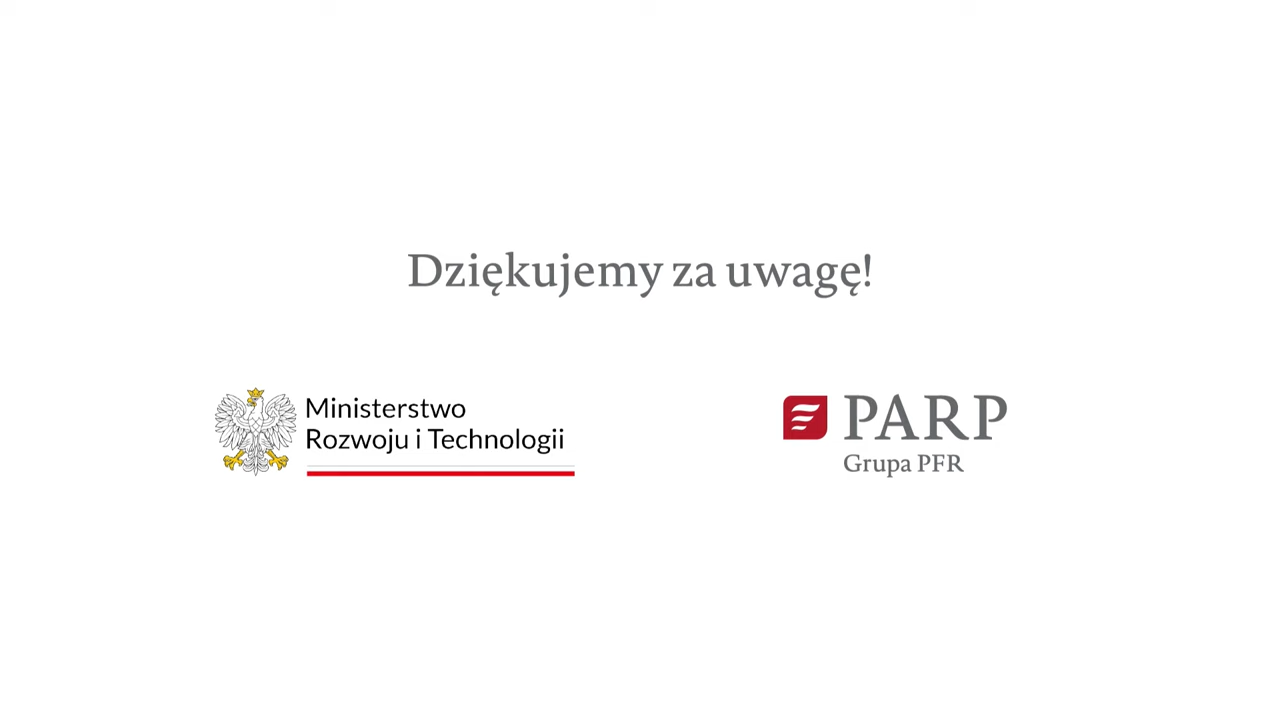 Dziękujemy za uwagę!
Ministerstwo
Rozwoju i Technologii
PARP
Grupa PFR